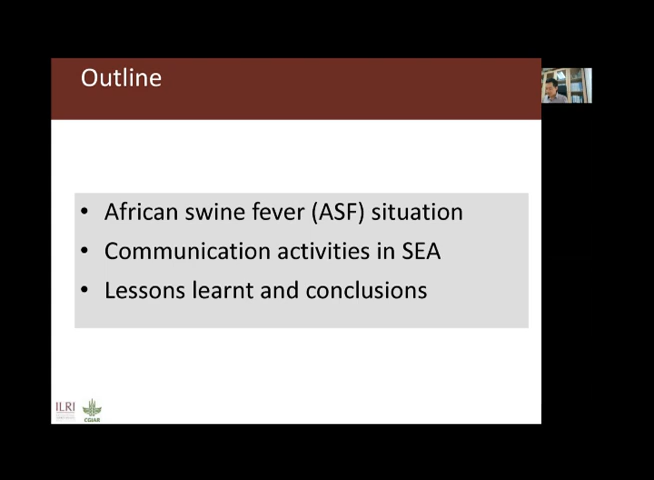 Outline
• African swine fever (ASF) situation
• Communication activities in SEA
• Lessons learnt and conclusions
ILRI
CGIAR